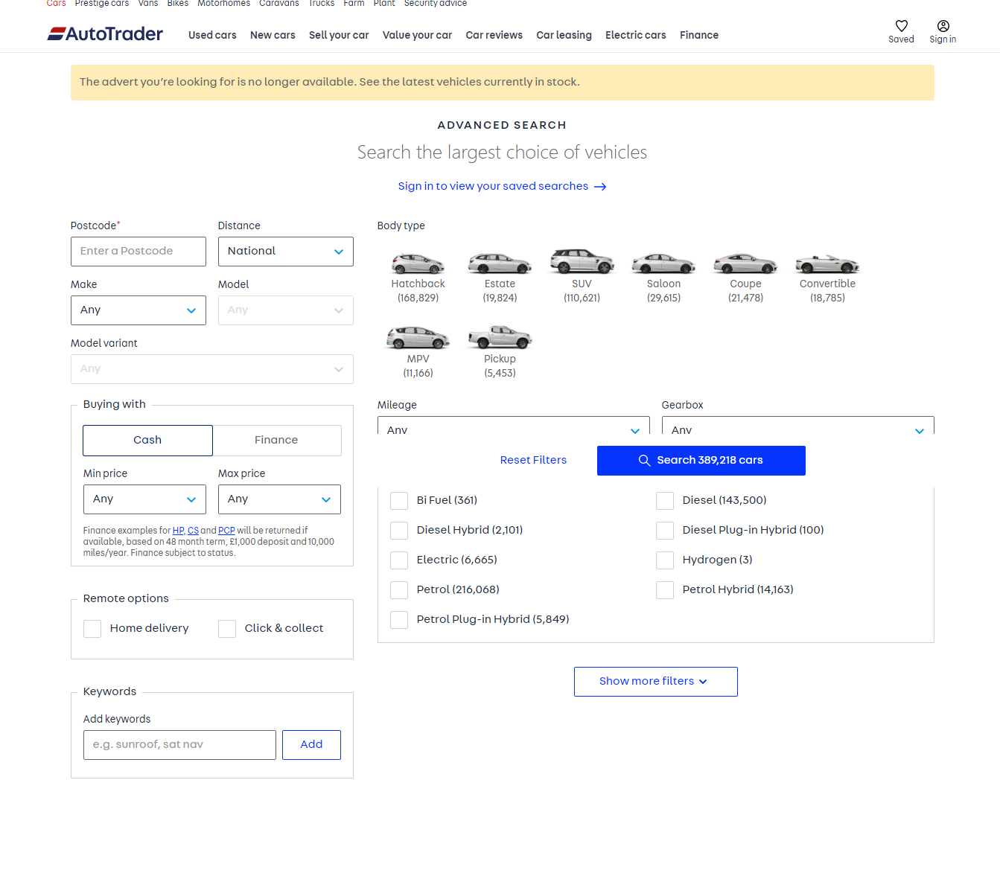 Cars Prestige cars Vans Bikes Motorhomes Caravans Trucks Farm Plant Security advice
AutoTrader Used cars New cars Sell your car Value your car Car reviews Car leasing Electric cars Finance Saved Sign in
The advert you're looking for is no longer available. See the latest vehicles currently in stock.
ADVANCED SEARCH
Search the largest choice of vehicles
Sign in to view your saved searches
Postcode* Distance
Enter a Postcode National
Make Model
Any Any
Model variant
Any
Buying with
Cash Finance
Min price Max price
Any Any
Finance examples for HP, CS and PCP will be returned if
available, based on 48 month term, £1,000 deposit and 10,000
miles/year. Finance subject to status.
Remote options
Home delivery Click & collect
Keywords
Add keywords
e.g. sunroof, sat nav Add
Body type
Hatchback Estate SUV Saloon Coupe Convertible
(168,829) (19,824) (110,621) (29,615) (21,478) (18,785)
MPV Pickup
(11,166) (5,453)
Mileage Gearbox
Any Any
Reset Filters Search 389,218 cars
Bi Fuel (361) Diesel (143,500)
Diesel Hybrid (2,101) Diesel Plug-in Hybrid (100)
Electric (6,665) Hydrogen (3)
Petrol (216,068) Petrol Hybrid (14,163)
Petrol Plug-in Hybrid (5,849)
Show more filters